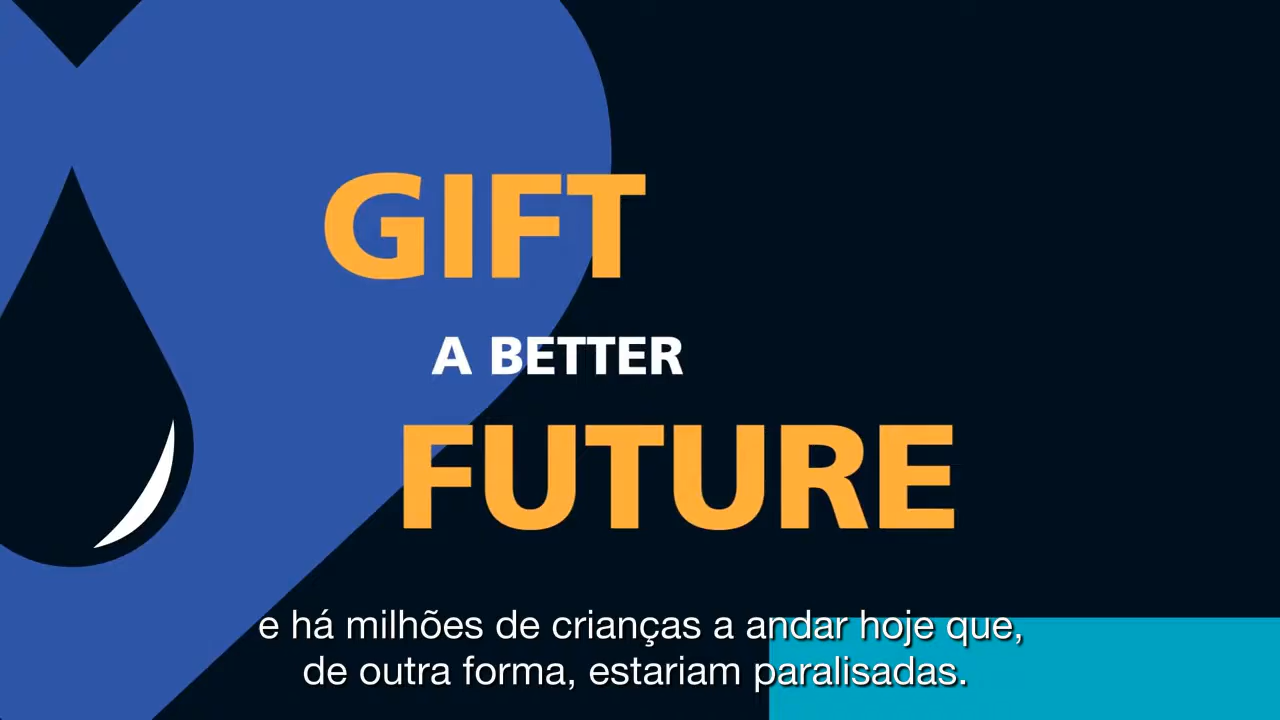 GIFT
A BETTER
FUTURE
e há milhões de crianças a andar hoje que,
de outra forma, estariam paralisadas.